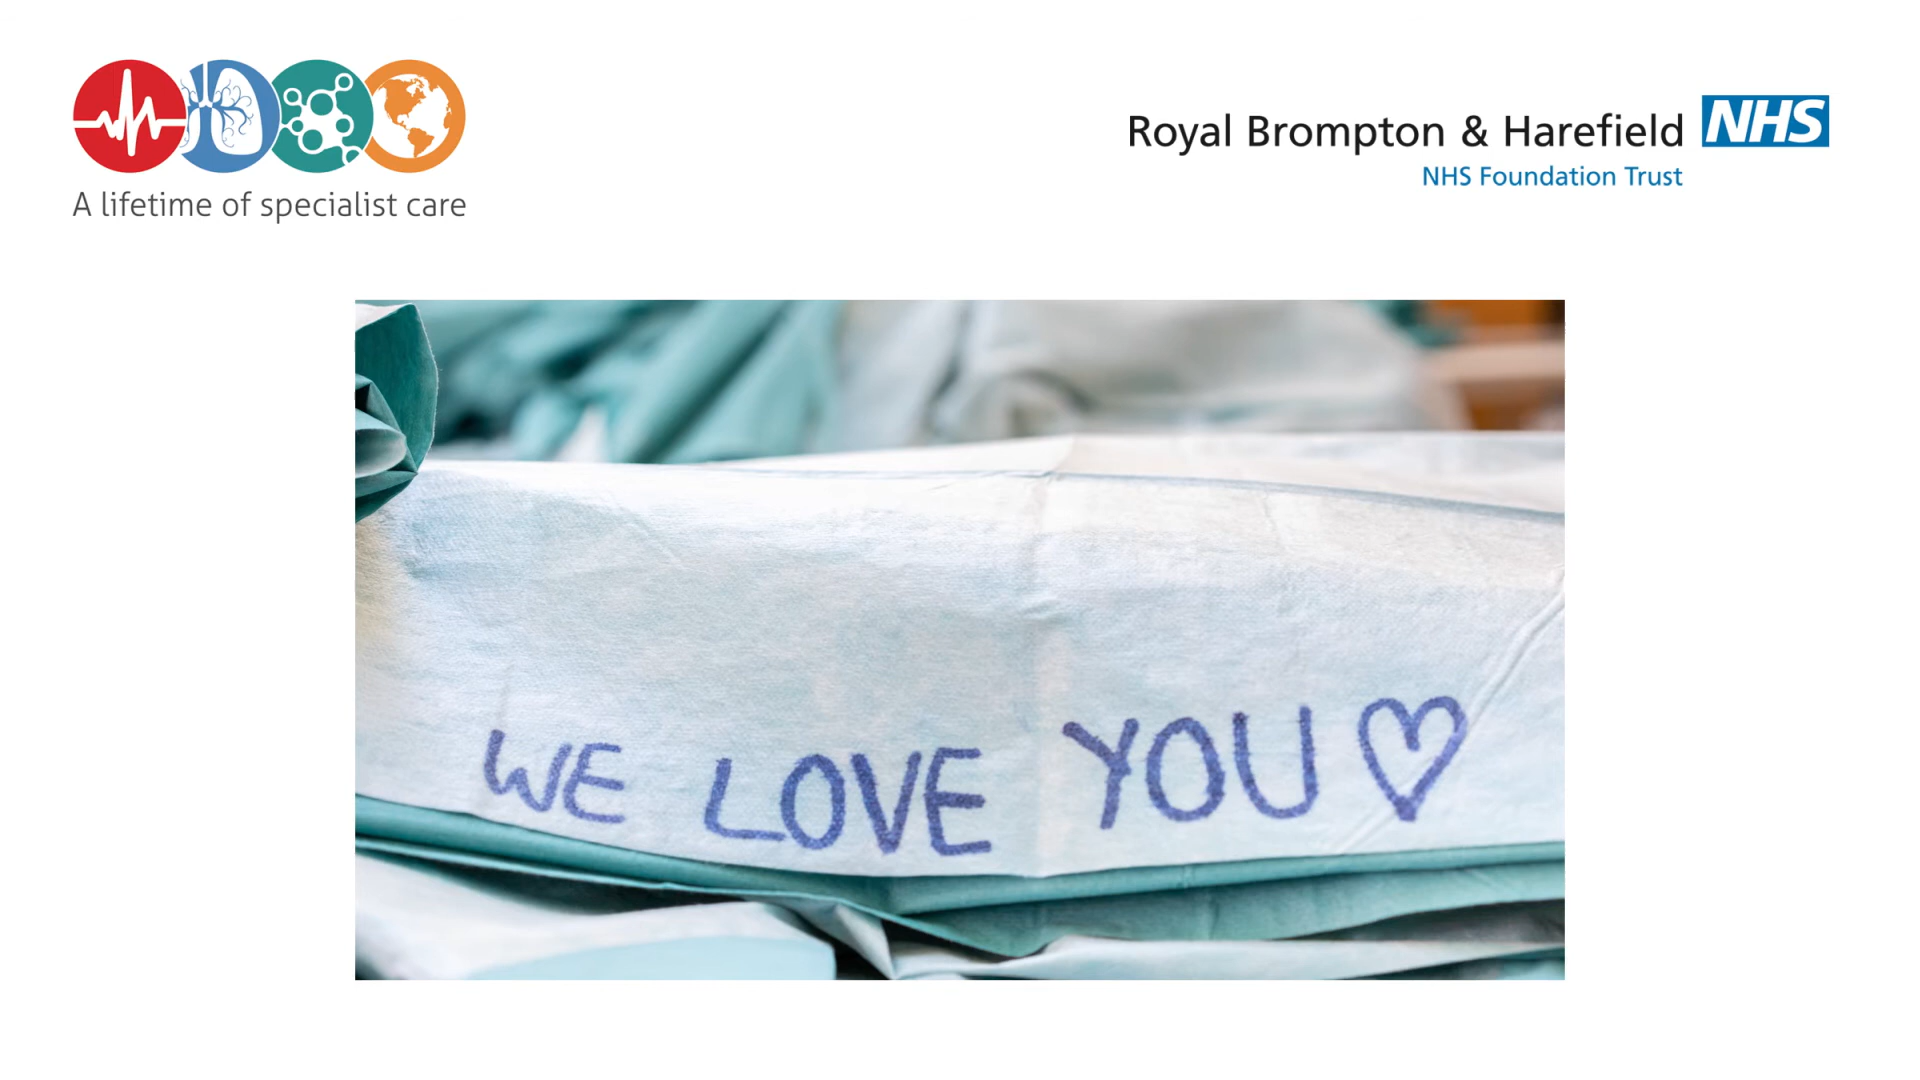 A lifetime of specialist care
Royal Brompton & Harefield NHS
NHS Foundation Trust
WE LOVE YOU♡